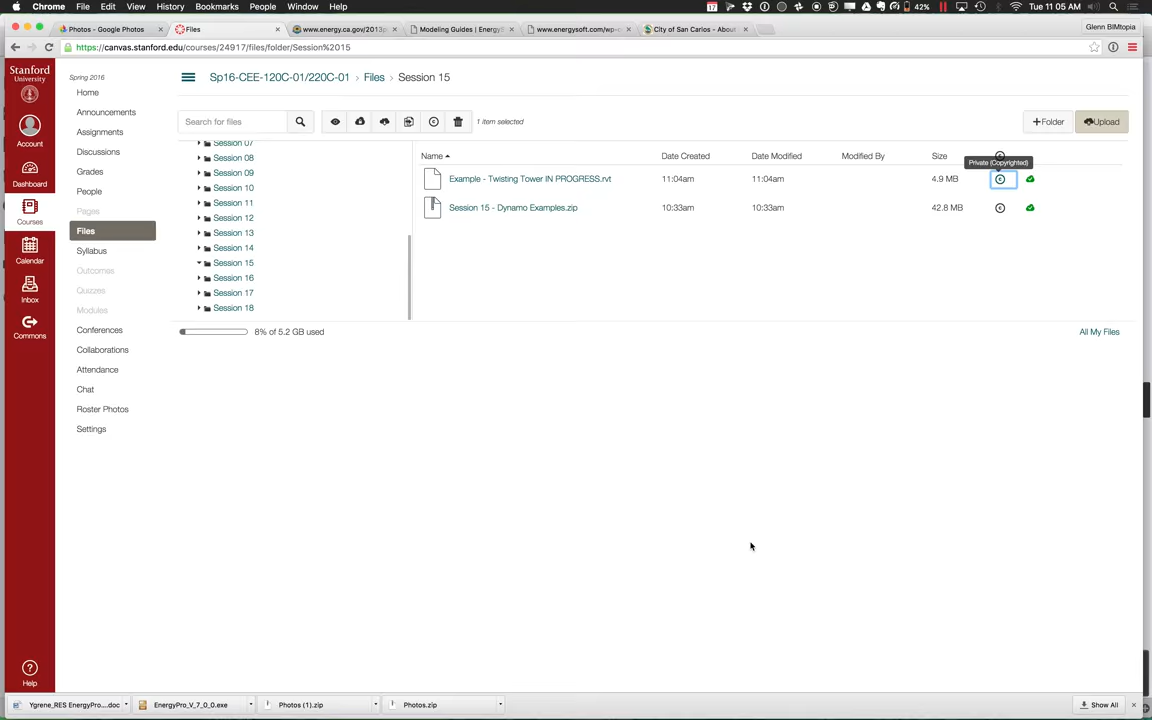 Chrome File Edit View History Bookmarks People Window Help 42% Tue 11:05 AM
Photos - Google Photos Files www.energy.ca.gov/2013p Modeling Guides | EnergyS www.energysoft.com/wp-c City of San Carlos - About Glenn BIMtopia
https://canvas.stanford.edu/courses/24917/files/folder/Session%2015
Stanford
University
Account
Dashboard
Courses
Calendar
Inbox
Commons
Help
Spring 2016
Home
Announcements
Assignments
Discussions
Grades
People
Pages
Files
Syllabus
Outcomes
Quizzes
Modules
Conferences
Collaborations
Attendance
Chat
Roster Photos
Settings
Sp16-CEE-120C-01/220C-01 › Files › Session 15
Search for files 1 item selected +Folder Upload
Session 07
Session 08
Session 09
Session 10
Session 11
Session 12
Session 13
Session 14
Session 15
Session 16
Session 17
Session 18
Name Date Created Date Modified Modified By Size
Private (Copyrighted)
Example - Twisting Tower IN PROGRESS.rvt 11:04am 11:04am 4.9 MB
Session 15 - Dynamo Examples.zip 10:33am 10:33am 42.8 MB
8% of 5.2 GB used All My Files
Ygrene_RES EnergyPro....doc EnergyPro_V_7_0_0.exe Photos (1).zip Photos.zip Show All